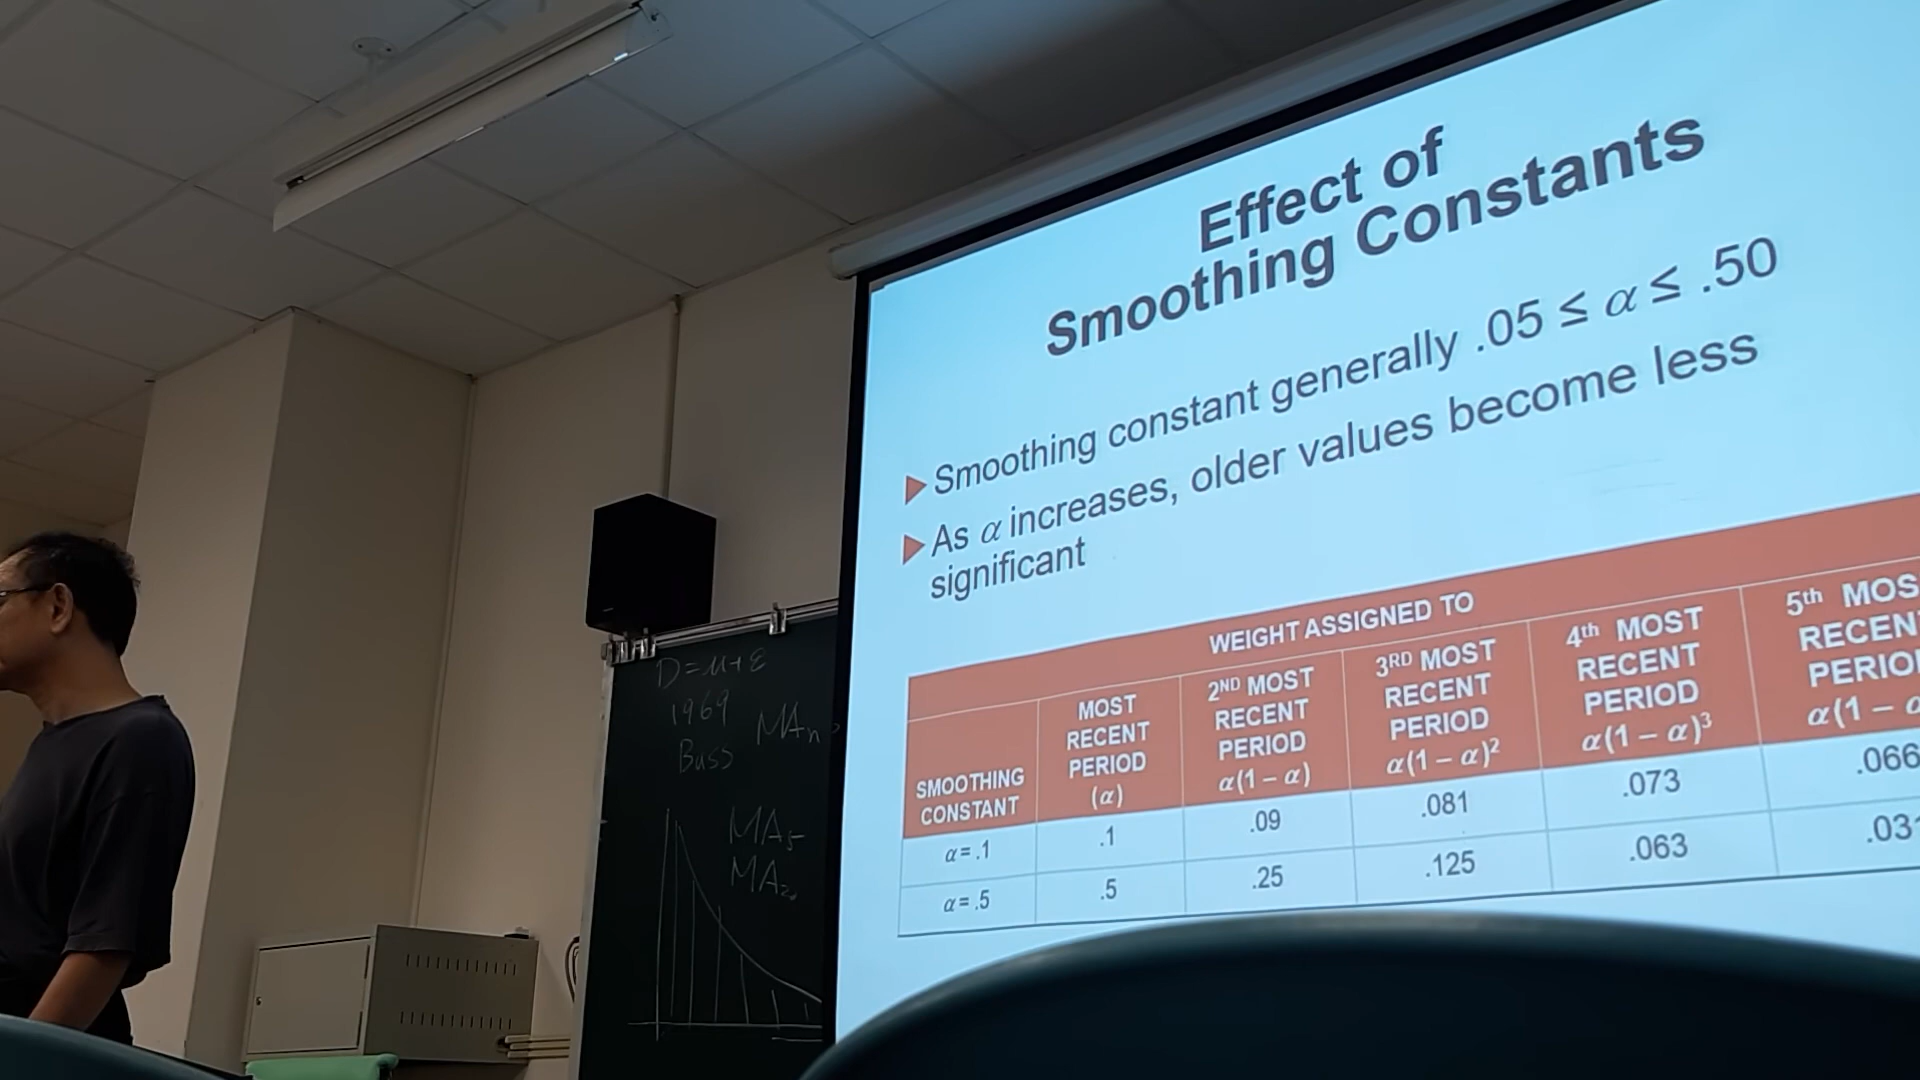 Effect of
Smoothing Constants
Smoothing constant generally .05 ≤ α ≤ .50
As α increases, older values become less
significant
WEIGHT ASSIGNED TO
SMOOTHING
CONSTANT
MOST
RECENT
PERIOD
(α)
2ND MOST
RECENT
PERIOD
α(1 – α)
3RD MOST
RECENT
PERIOD
α(1 – α)²
4th MOST
RECENT
PERIOD
α(1 – α)³
5th MOS
RECEN
PERIO
α(1 –
α = .1 .1 .09 .081 .073 .066
α = .5 .5 .25 .125 .063 .03
D = μ + ε
1969
MAn
MA5